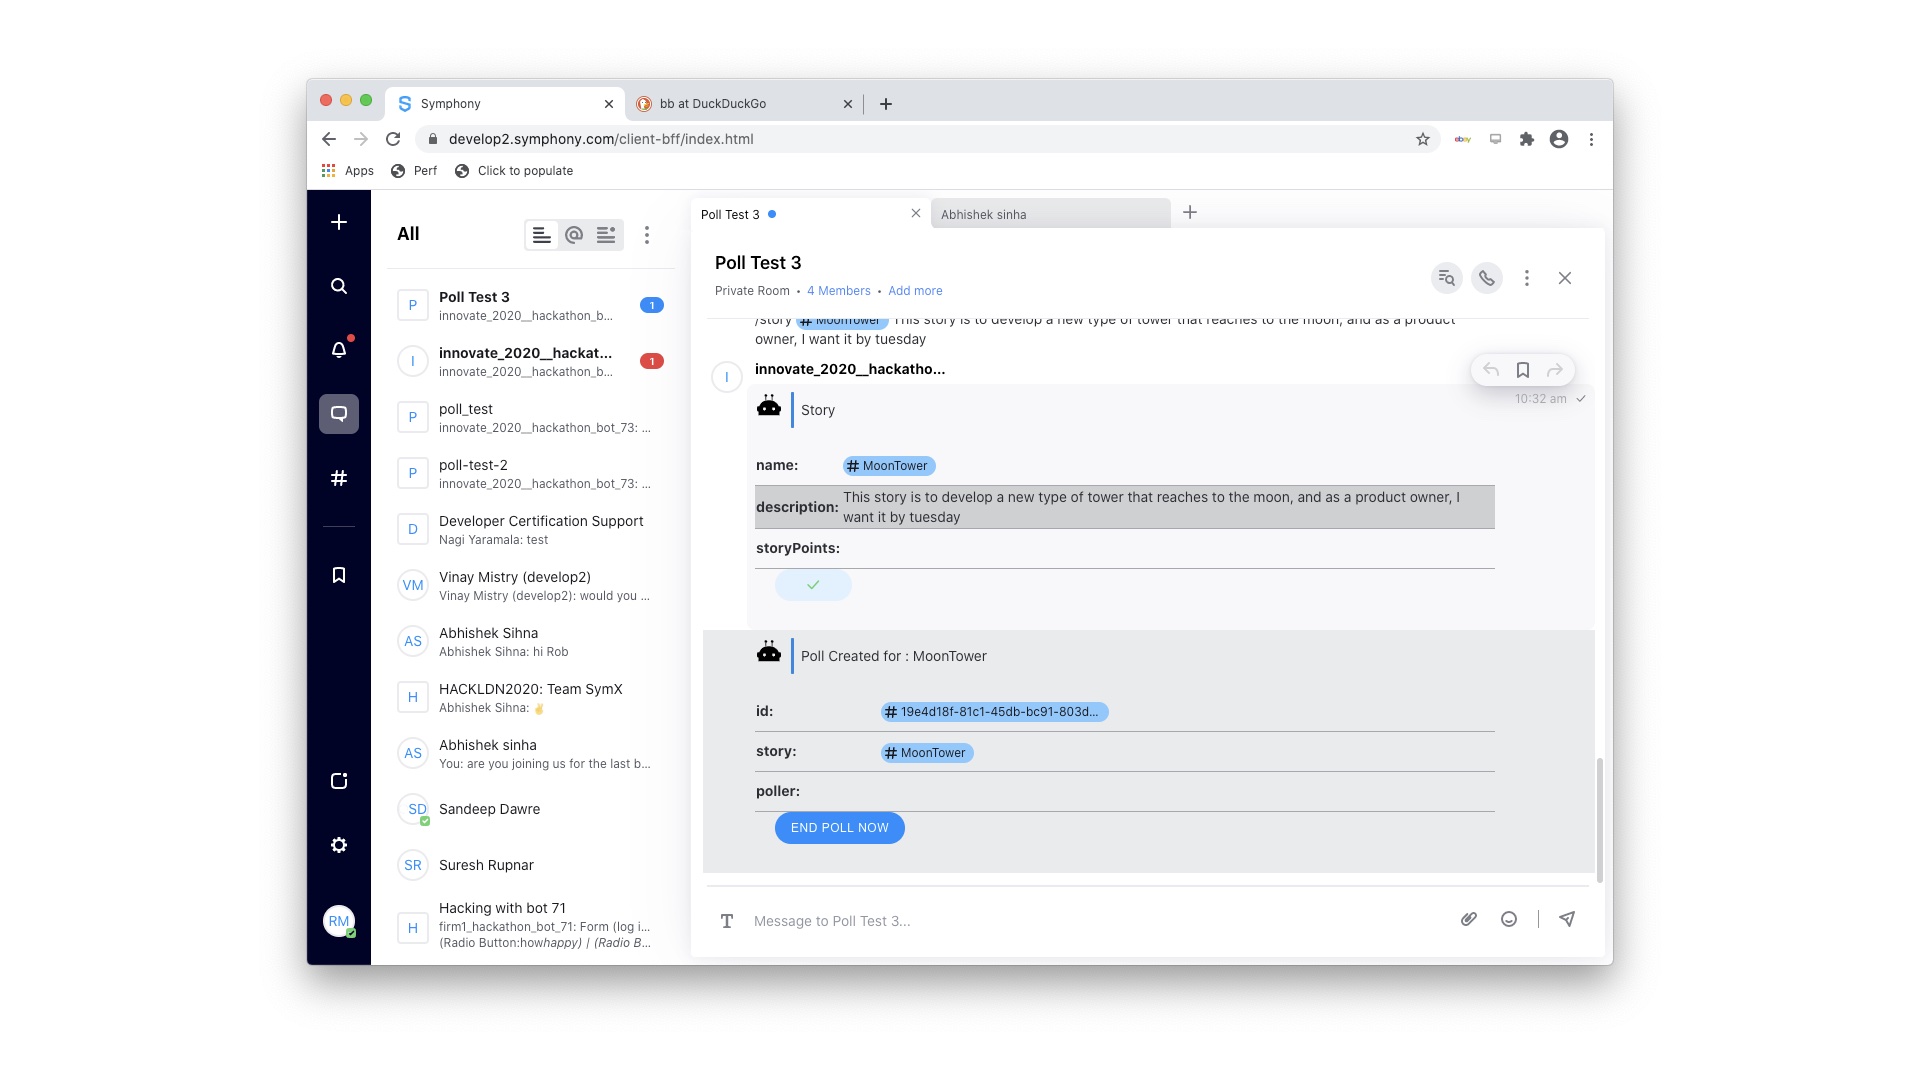 Symphony
bb at DuckDuckGo
develop2.symphony.com/client-bff/index.html
ebay
Apps
Perf
Click to populate
All
Poll Test 3
innovate_2020__hackathon_b...
1
P
innovate_2020__hackat...
innovate_2020__hackathon_b...
1
I
poll_test
innovate_2020__hackathon_bot_73: ...
P
poll-test-2
innovate_2020__hackathon_bot_73: ...
P
Developer Certification Support
Nagi Yaramala: test
D
Vinay Mistry (develop2)
Vinay Mistry (develop2): would you ...
VM
Abhishek Sihna
Abhishek Sihna: hi Rob
AS
HACKLDN2020: Team SymX
Abhishek Sihna: ✌️
H
Abhishek sinha
You: are you joining us for the last b...
AS
Sandeep Dawre
SD
Suresh Rupnar
SR
Hacking with bot 71
firm1_hackathon_bot_71: Form (log i...
(Radio Button:howhappy) | (Radio B...
H
RM
Poll Test 3
Abhishek sinha
Poll Test 3
Private Room • 4 Members • Add more
/story # MoonTower This story is to develop a new type of tower that reaches to the moon, and as a product
owner, I want it by tuesday
I
innovate_2020__hackatho...
10:32 am
Story
name: # MoonTower
description: This story is to develop a new type of tower that reaches to the moon, and as a product owner, I
want it by tuesday
storyPoints:
Poll Created for : MoonTower
id: # 19e4d18f-81c1-45db-bc91-803d...
story: # MoonTower
poller:
END POLL NOW
T
Message to Poll Test 3...